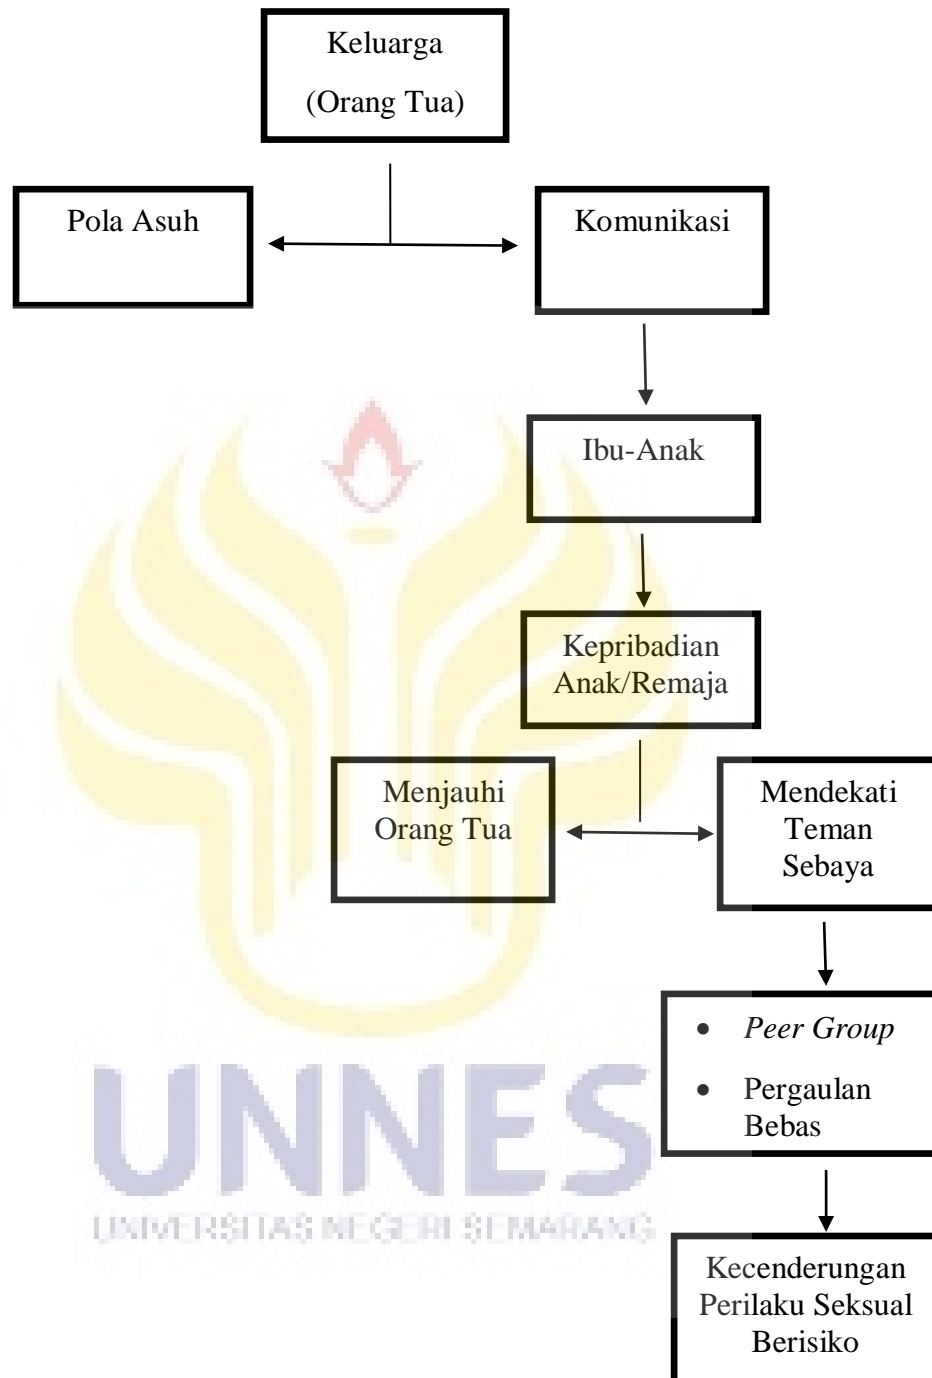 Keluarga
(Orang Tua)
Pola Asuh
Komunikasi
Ibu-Anak
Kepribadian
Anak/Remaja
Menjauhi
Orang Tua
Mendekati
Teman
Sebaya
• Peer Group
• Pergaulan
Bebas
UNNES
UNIVERSITAS NEGERI SEMARANG
Kecenderungan
Perilaku Seksual
Berisiko